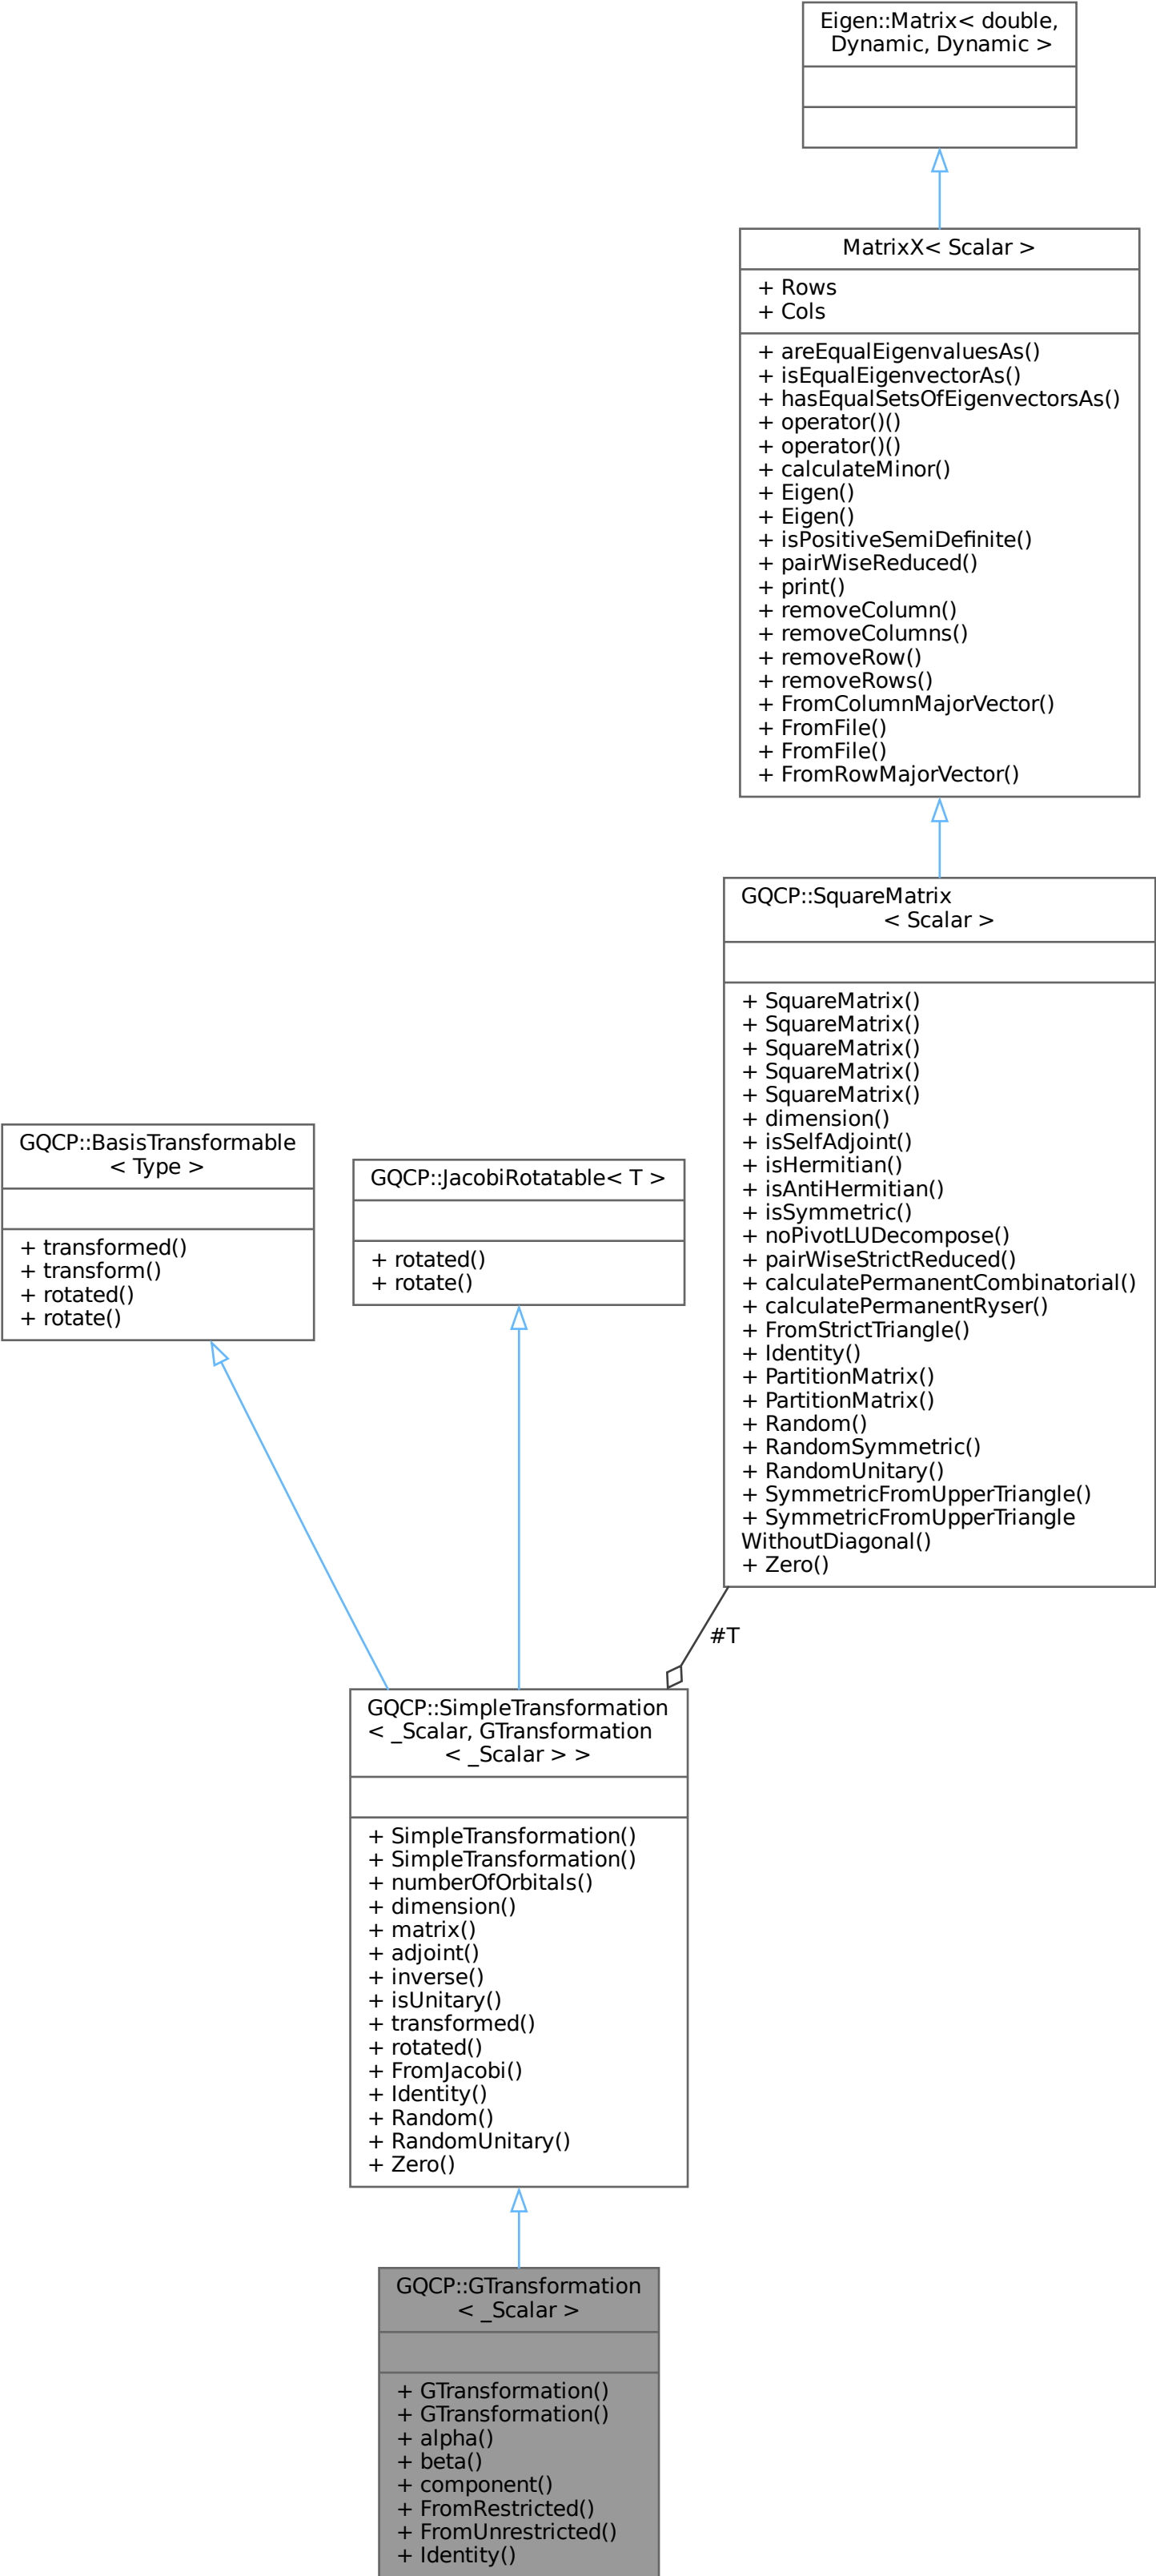 Eigen::Matrix< double,
Dynamic, Dynamic >
MatrixX< Scalar >
+ Rows
+ Cols
+ areEqualEigenvaluesAs()
+ isEqualEigenvectorAs()
+ hasEqualSetsOfEigenvectorsAs()
+ operator()()
+ operator()()
+ calculateMinor()
+ Eigen()
+ Eigen()
+ isPositiveSemiDefinite()
+ pairWiseReduced()
+ print()
+ removeColumn()
+ removeColumns()
+ removeRow()
+ removeRows()
+ FromColumnMajorVector()
+ FromFile()
+ FromFile()
+ FromRowMajorVector()
GQCP::SquareMatrix
< Scalar >
+ SquareMatrix()
+ SquareMatrix()
+ SquareMatrix()
+ SquareMatrix()
+ SquareMatrix()
+ dimension()
+ isSelfAdjoint()
+ isHermitian()
+ isAntiHermitian()
+ isSymmetric()
+ noPivotLUDecompose()
+ pairWiseStrictReduced()
+ calculatePermanentCombinatorial()
+ calculatePermanentRyser()
+ FromStrictTriangle()
+ Identity()
+ PartitionMatrix()
+ PartitionMatrix()
+ Random()
+ RandomSymmetric()
+ RandomUnitary()
+ SymmetricFromUpperTriangle()
+ SymmetricFromUpperTriangle
WithoutDiagonal()
+ Zero()
GQCP::BasisTransformable
< Type >
+ transformed()
+ transform()
+ rotated()
+ rotate()
GQCP::JacobiRotatable< T >
+ rotated()
+ rotate()
#T
GQCP::SimpleTransformation
< _Scalar, GTransformation
< _Scalar > >
+ SimpleTransformation()
+ SimpleTransformation()
+ numberOfOrbitals()
+ dimension()
+ matrix()
+ adjoint()
+ inverse()
+ isUnitary()
+ transformed()
+ rotated()
+ FromJacobi()
+ Identity()
+ Random()
+ RandomUnitary()
+ Zero()
GQCP::GTransformation
< _Scalar >
+ GTransformation()
+ GTransformation()
+ alpha()
+ beta()
+ component()
+ FromRestricted()
+ FromUnrestricted()
+ Identity()